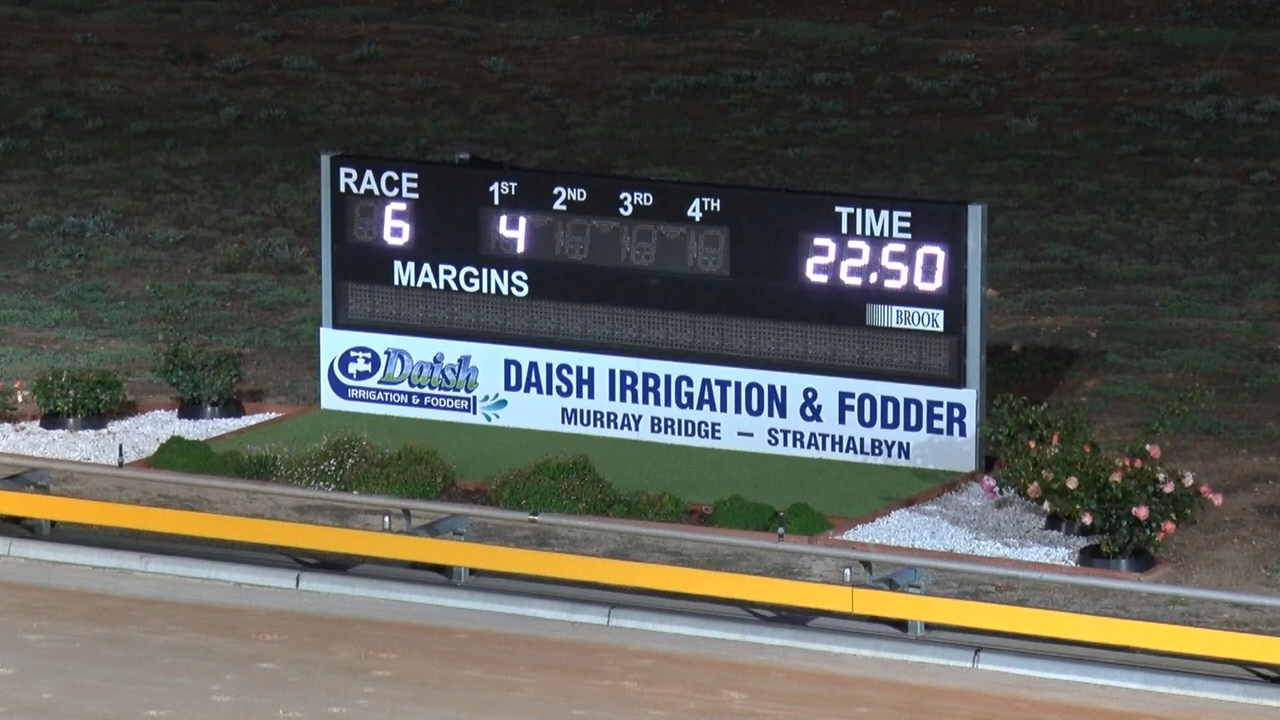 RACE 1ST 2ND 3RD 4TH TIME
6 4 22.50
MARGINS
BROOK
Daish
IRRIGATION & FODDER
DAISH IRRIGATION & FODDER
MURRAY BRIDGE – STRATHALBYN